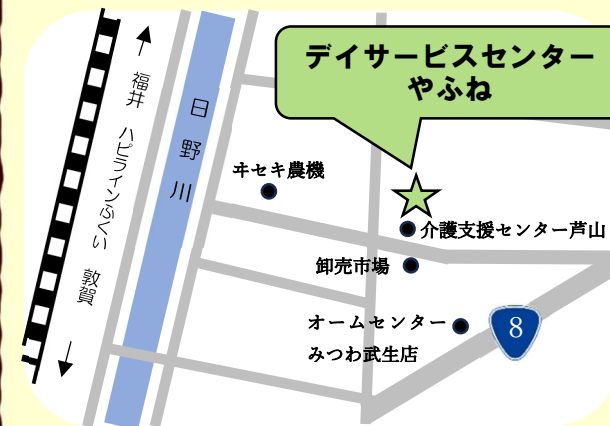 デイサービスセンター
やふね
福井
ハピラインふくい
敦賀
日野川
ヰセキ農機
介護支援センター芦山
卸売市場
オームセンター
みつわ武生店
8